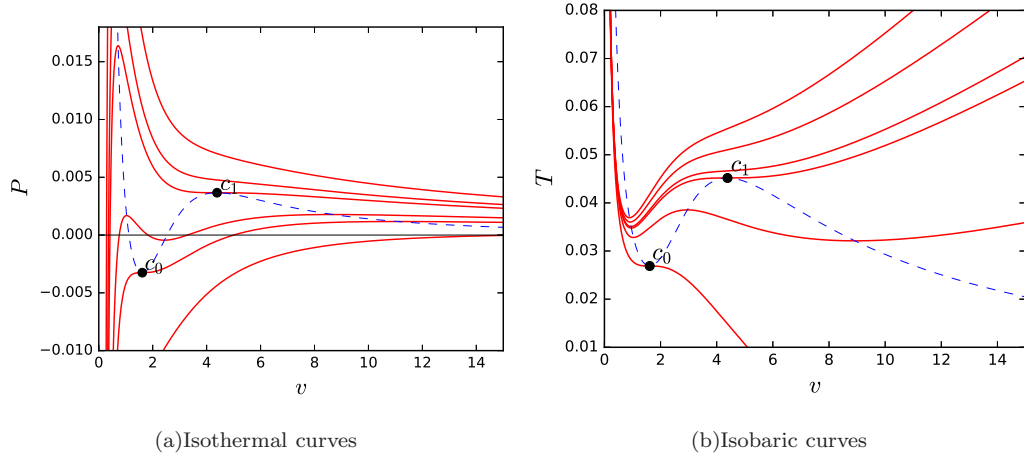 0.015
0.010
0.005
0.000
−0.005
−0.010
0 2 4 6 8 10 12 14
P
v
c₁
c₀
(a)Isothermal curves
0.08
0.07
0.06
0.05
0.04
0.03
0.02
0.01
0 2 4 6 8 10 12 14
T
v
c₁
c₀
(b)Isobaric curves